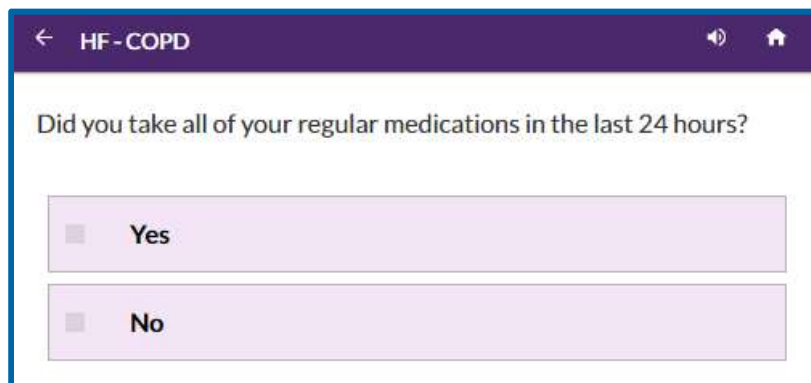 HF - COPD
Did you take all of your regular medications in the last 24 hours?
Yes
No